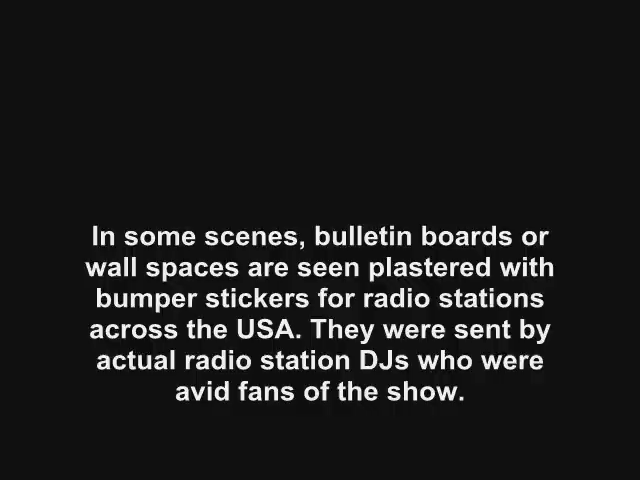 In some scenes, bulletin boards or
wall spaces are seen plastered with
bumper stickers for radio stations
across the USA. They were sent by
actual radio station DJs who were
avid fans of the show.